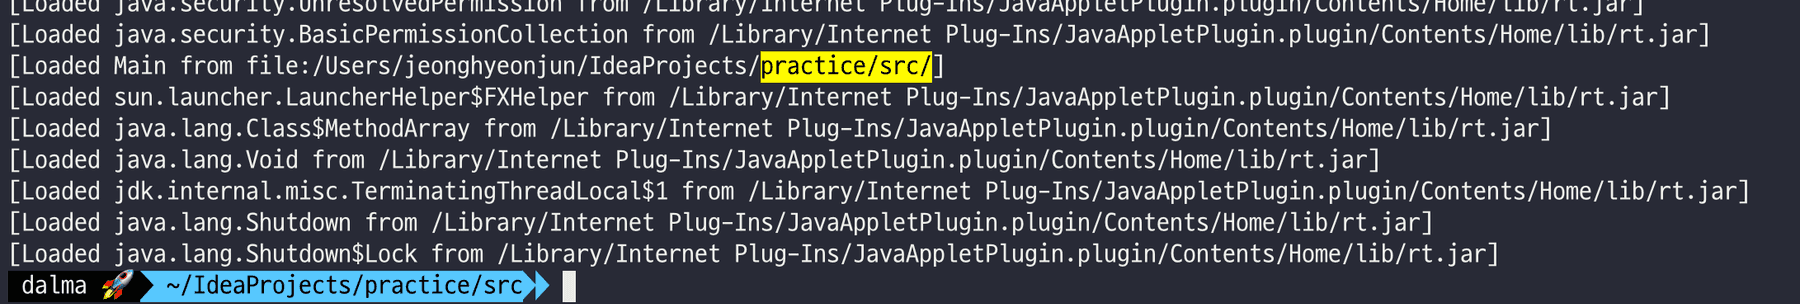 [Loaded java.security.UnresolvedPermission from /Library/Internet Plug-Ins/JavaAppletPlugin.plugin/Contents/Home/lib/rt.jar]
[Loaded java.security.BasicPermissionCollection from /Library/Internet Plug-Ins/JavaAppletPlugin.plugin/Contents/Home/lib/rt.jar]
[Loaded Main from file:/Users/jeonghyeonjun/IdeaProjects/practice/src/]
[Loaded sun.launcher.LauncherHelper$FXHelper from /Library/Internet Plug-Ins/JavaAppletPlugin.plugin/Contents/Home/lib/rt.jar]
[Loaded java.lang.Class$MethodArray from /Library/Internet Plug-Ins/JavaAppletPlugin.plugin/Contents/Home/lib/rt.jar]
[Loaded java.lang.Void from /Library/Internet Plug-Ins/JavaAppletPlugin.plugin/Contents/Home/lib/rt.jar]
[Loaded jdk.internal.misc.TerminatingThreadLocal$1 from /Library/Internet Plug-Ins/JavaAppletPlugin.plugin/Contents/Home/lib/rt.jar]
[Loaded java.lang.Shutdown from /Library/Internet Plug-Ins/JavaAppletPlugin.plugin/Contents/Home/lib/rt.jar]
[Loaded java.lang.Shutdown$Lock from /Library/Internet Plug-Ins/JavaAppletPlugin.plugin/Contents/Home/lib/rt.jar]
dalma 🚀 ~/IdeaProjects/practice/src